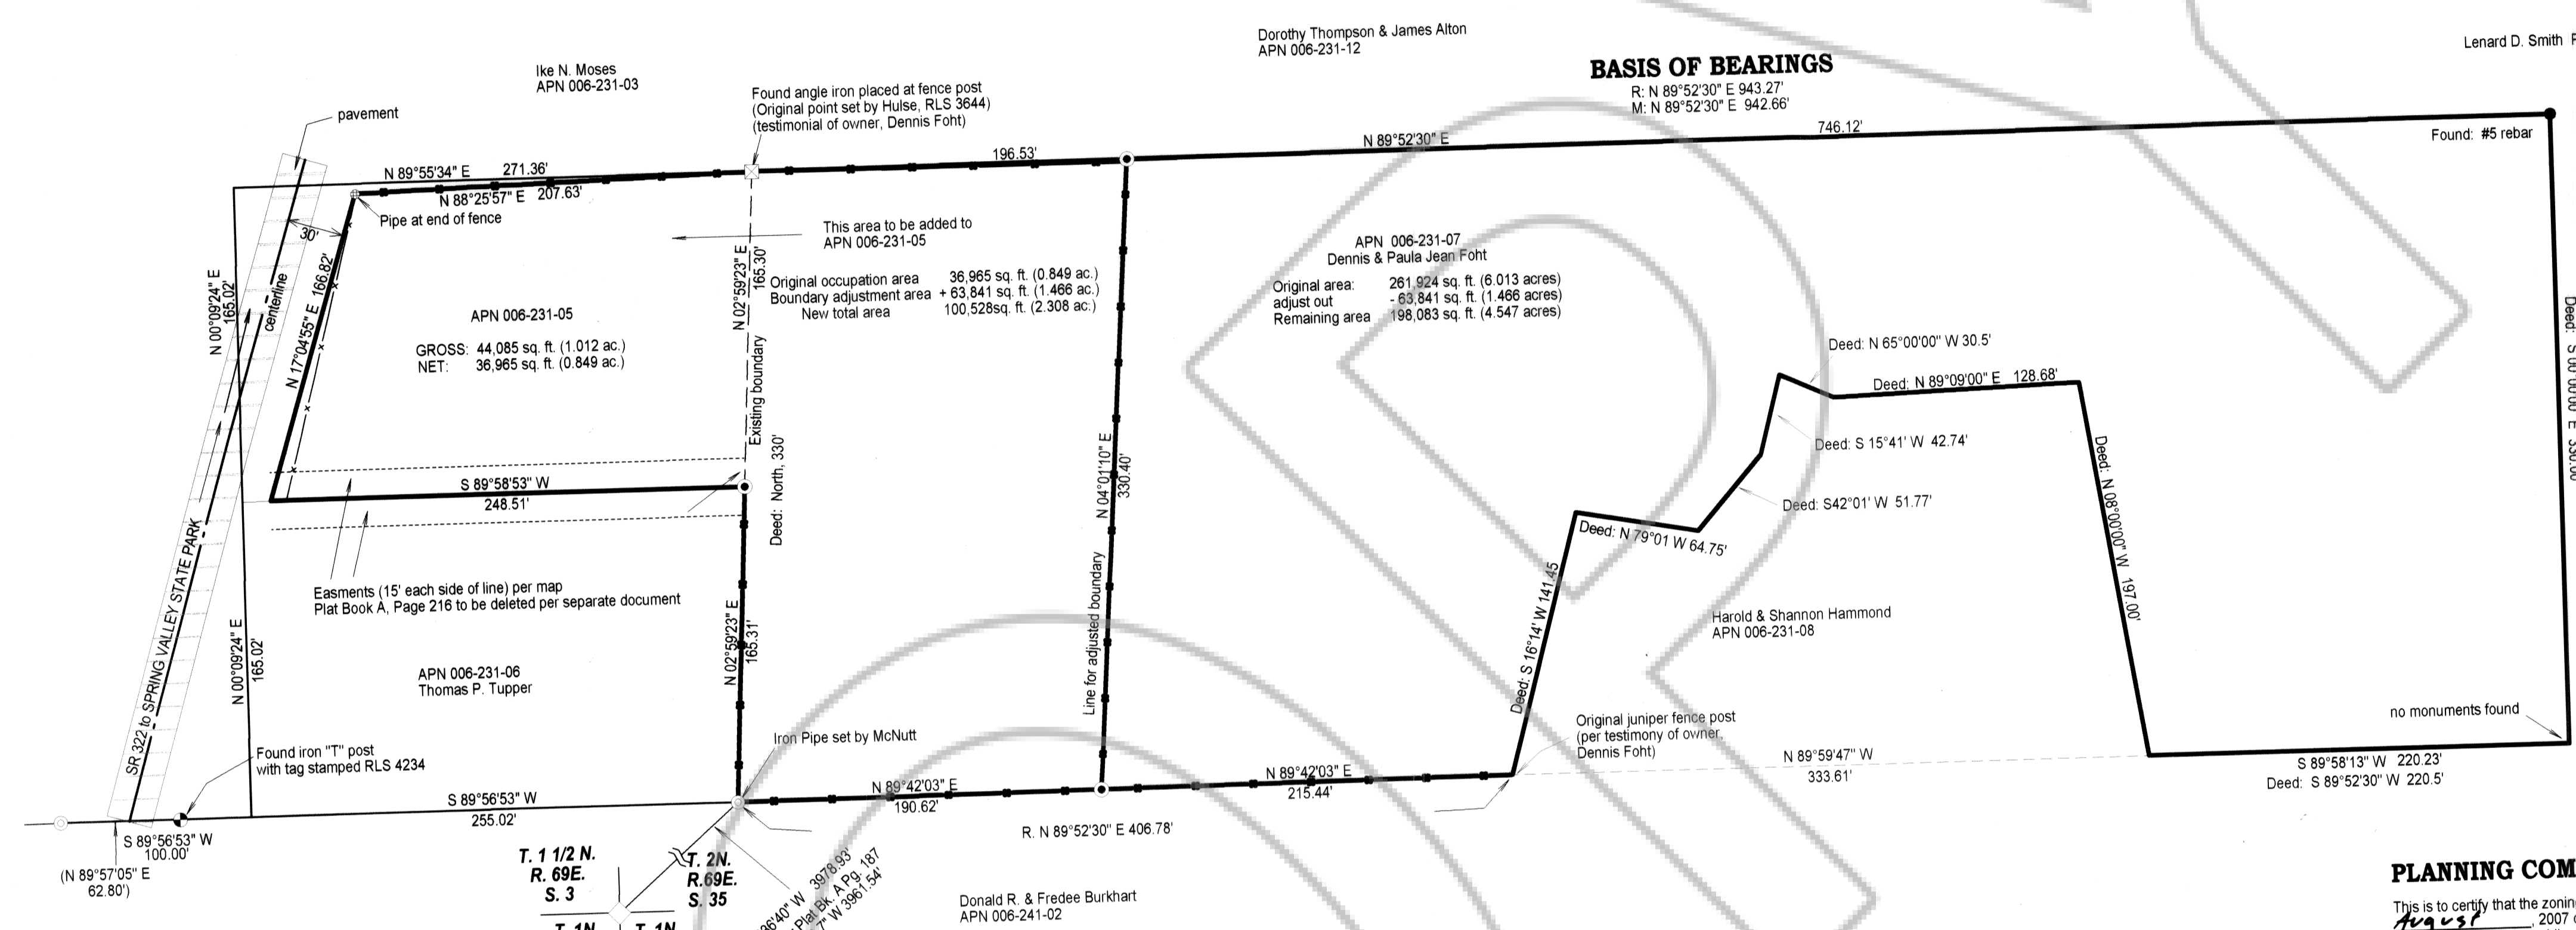 Dorothy Thompson & James Alton
APN 006-231-12
Lenard D. Smith
BASIS OF BEARINGS
R: N 89°52'30" E 943.27'
M: N 89°52'30" E 942.66'
Ike N. Moses
APN 006-231-03
Found angle iron placed at fence post
(Original point set by Hulse, RLS 3644)
(testimonial of owner, Dennis Foht)
pavement
746.12'
N 89°52'30" E
Found: #5 rebar
196.53'
N 89°55'34" E 271.36'
N 88°25'57" E 207.63'
Pipe at end of fence
30'
This area to be added to
APN 006-231-05
Original occupation area 36,965 sq. ft. (0.849 ac.)
Boundary adjustment area + 63,841 sq. ft. (1.466 ac.)
New total area 100,528sq. ft. (2.308 ac.)
APN 006-231-07
Dennis & Paula Jean Foht
Original area: 261,924 sq. ft. (6.013 acres)
adjust out - 63,841 sq. ft. (1.466 acres)
Remaining area 198,083 sq. ft. (4.547 acres)
N 00°09'24" E
165.02'
centerline
N 17°04'55" E 166.82'
N 02°59'23" E
165.30'
Existing boundary
APN 006-231-05
GROSS: 44,085 sq. ft. (1.012 ac.)
NET: 36,965 sq. ft. (0.849 ac.)
Deed: N 65°00'00" W 30.5'
Deed: N 89°09'00" E 128.68'
Deed: S 15°41' W 42.74'
Deed: S42°01' W 51.77'
Deed: N 79°01 W 64.75'
Deed: S 16°14' W 141.45
Deed: N 08°00'00" W 197.00'
S 89°58'53" W
248.51'
Deed: North, 330'
N 04°01'10" E
330.40'
Line for adjusted boundary
Easments (15' each side of line) per map
Plat Book A, Page 216 to be deleted per separate document
SR 322 to SPRING VALLEY STATE PARK
N 00°09'24" E
165.02'
APN 006-231-06
Thomas P. Tupper
N 02°59'23" E
165.31'
Harold & Shannon Hammond
APN 006-231-08
Found iron "T" post
with tag stamped RLS 4234
Iron Pipe set by McNutt
Original juniper fence post
(per testimony of owner,
Dennis Foht)
no monuments found
N 89°59'47" W
333.61'
S 89°58'13" W 220.23'
Deed: S 89°52'30" W 220.5'
N 89°42'03" E
190.62'
N 89°42'03" E
215.44'
R. N 89°52'30" E 406.78'
S 89°56'53" W
255.02'
S 89°56'53" W
100.00'
(N 89°57'05" E
62.80')
T. 1 1/2 N.
R. 69E.
S. 3
T. 2N.
R.69E.
S. 35
T. 1N
T. 1N
W 3978.93'
Plat Bk. A Pg. 187
W 3961.54'
Donald R. & Fredee Burkhart
APN 006-241-02
PLANNING COM
This is to certify that the zonin
August, 2007